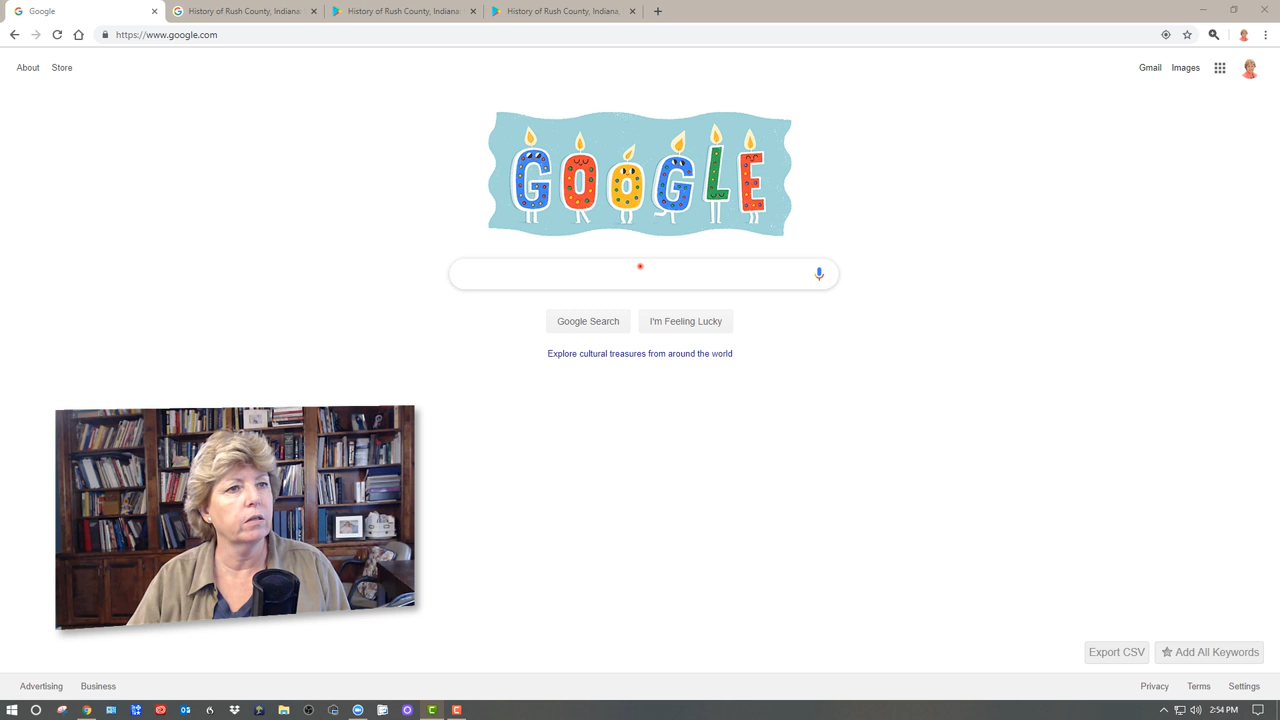 Google
History of Rush County, Indiana:
History of Rush County, Indiana:
History of Rush County, Indiana,
https://www.google.com
About
Store
Gmail
Images
GOOGLE
Google Search
I'm Feeling Lucky
Explore cultural treasures from around the world
Export CSV
Add All Keywords
Advertising
Business
Privacy
Terms
Settings
2:54 PM